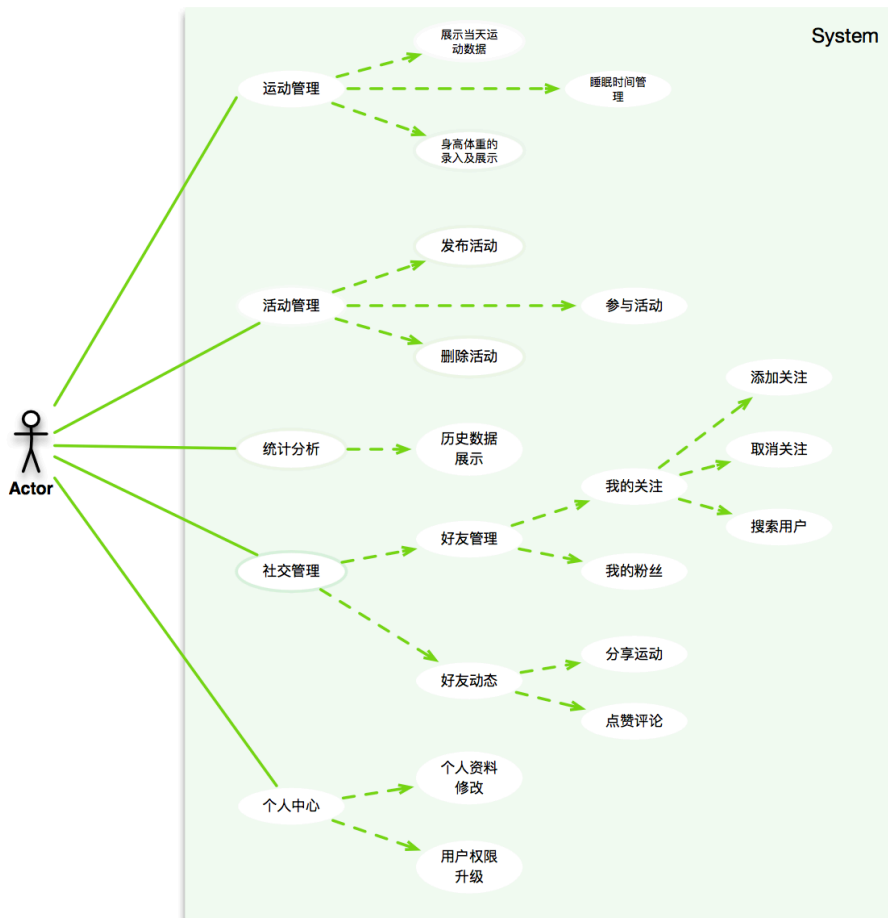 System
展示当天运
动数据
运动管理
睡眠时间管
理
身高体重的
录入及展示
发布活动
活动管理
参与活动
删除活动
添加关注
统计分析
历史数据
展示
取消关注
我的关注
Actor
搜索用户
好友管理
社交管理
我的粉丝
分享运动
好友动态
点赞评论
个人资料
修改
个人中心
用户权限
升级